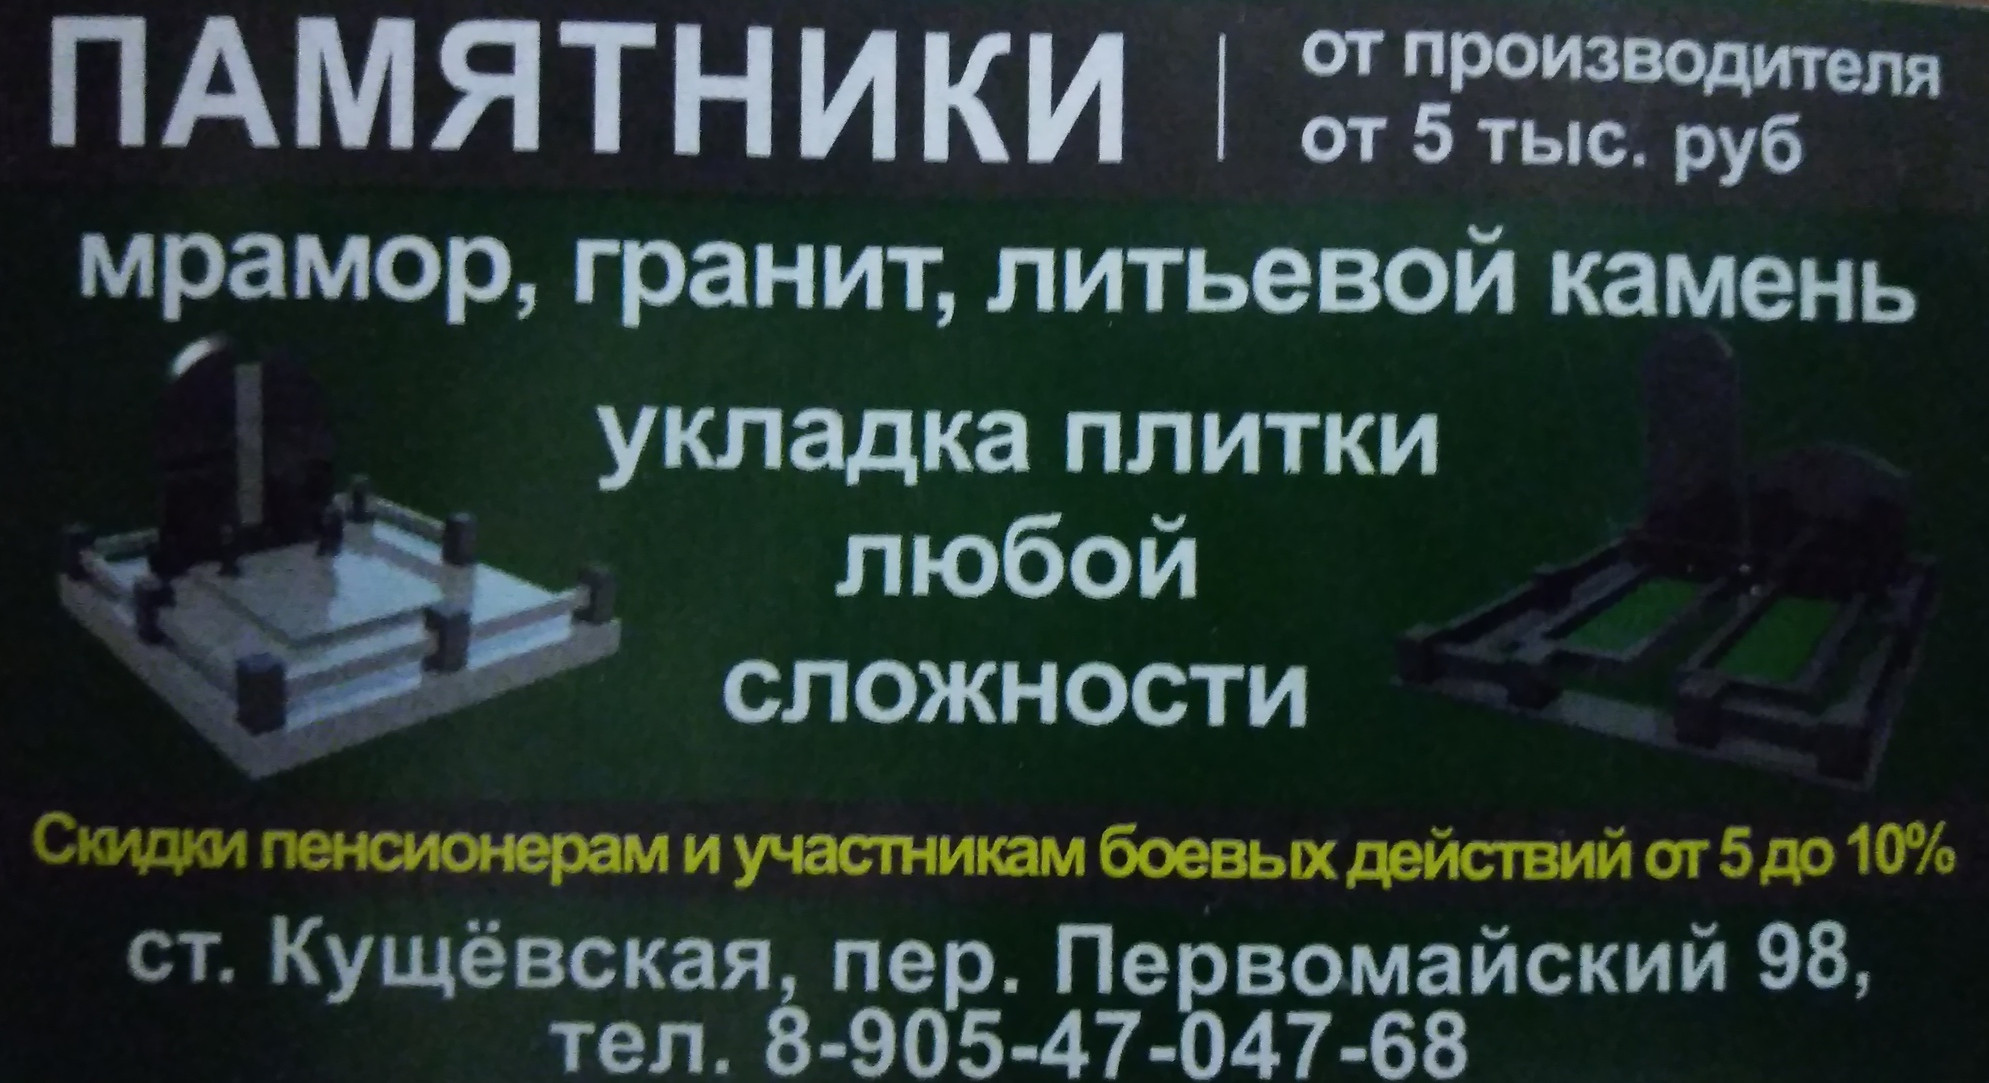 ПАМЯТНИКИ
от производителя
от 5 тыс. руб
мрамор, гранит, литьевой камень
укладка плитки
любой
сложности
Скидки пенсионерам и участникам боевых действий от 5 до 10%
ст. Кущёвская, пер. Первомайский 98,
тел. 8-905-47-047-68